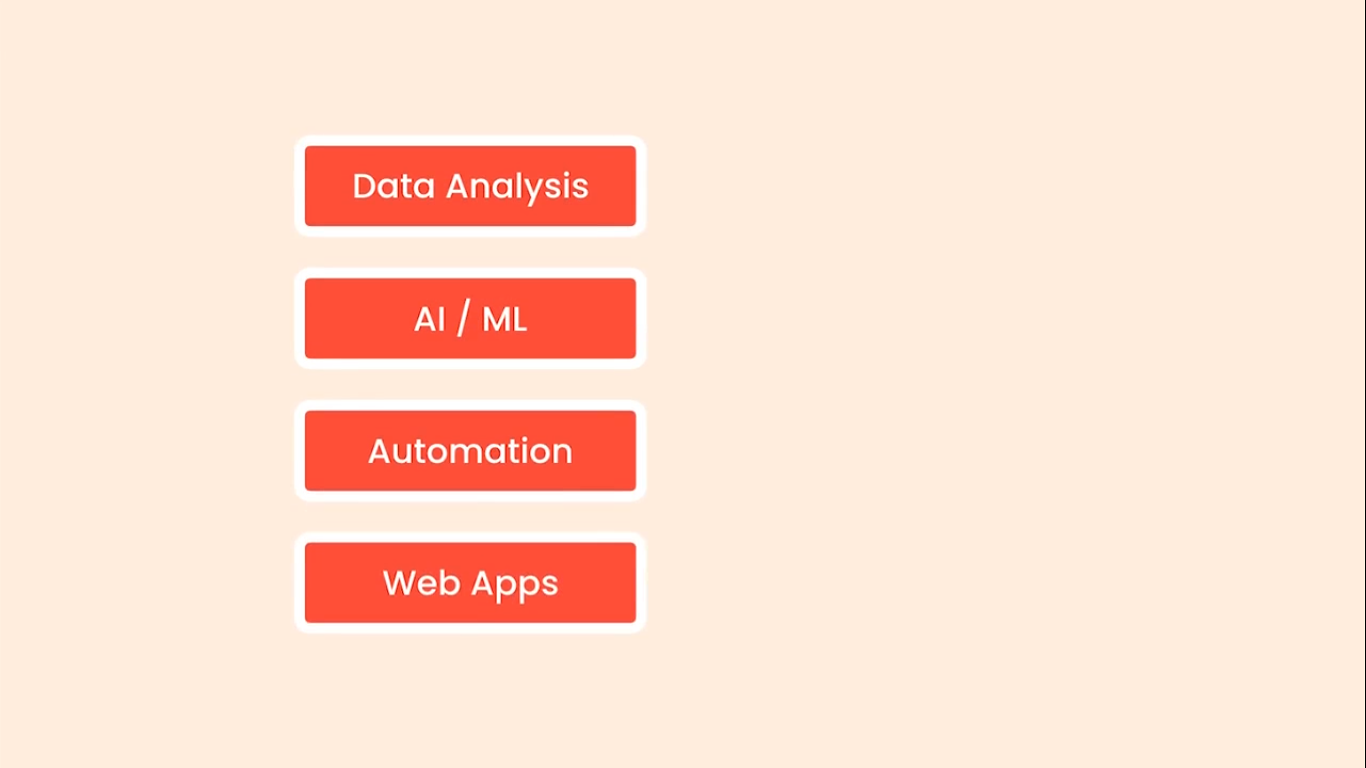 Data Analysis
AI / ML
Automation
Web Apps